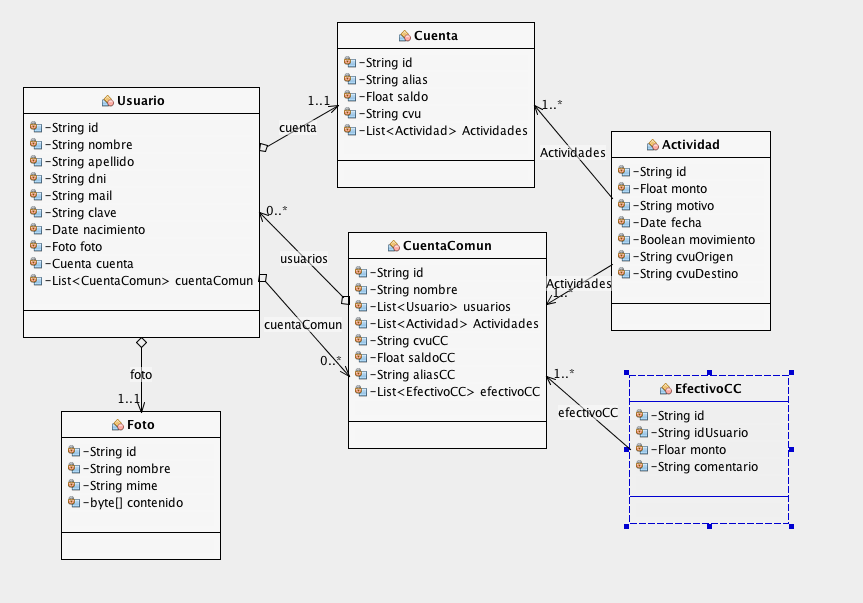 Cuenta
-String id
-String alias
-Float saldo
-String cvu
-List<Actividad> Actividades
Usuario
-String id
-String nombre
-String apellido
-String dni
-String mail
-String clave
-Date nacimiento
-Foto foto
-Cuenta cuenta
-List<CuentaComun> cuentaComun
1..1
cuenta
1..*
Actividades
Actividad
-String id
-Float monto
-String motivo
-Date fecha
-Boolean movimiento
-String cvuOrigen
-String cvuDestino
0..*
usuarios
cuentaComun
0..*
CuentaComun
-String id
-String nombre
-List<Usuario> usuarios
-List<Actividad> Actividades
-String cvuCC
-Float saldoCC
-String aliasCC
-List<EfectivoCC> efectivoCC
Actividades
1..
foto
1..1
Foto
-String id
-String nombre
-String mime
-byte[] contenido
1..*
efectivoCC
EfectivoCC
-String id
-String idUsuario
-Floar monto
-String comentario